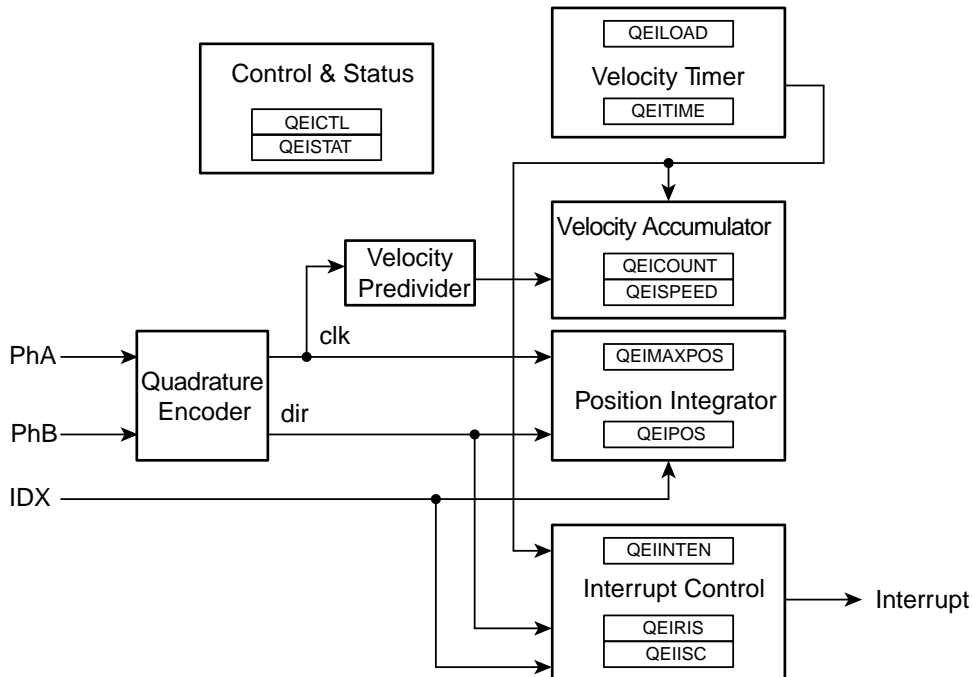 QEILOAD
Velocity Timer
QEITIME
Control & Status
QEICTL
QEISTAT
Velocity Accumulator
QEICOUNT
QEISPEED
Velocity
Predivider
clk
PhA
Quadrature
Encoder
dir
PhB
IDX
QEIMAXPOS
Position Integrator
QEIPOS
QEIINTEN
Interrupt Control
QEIRIS
QEIISC
Interrupt